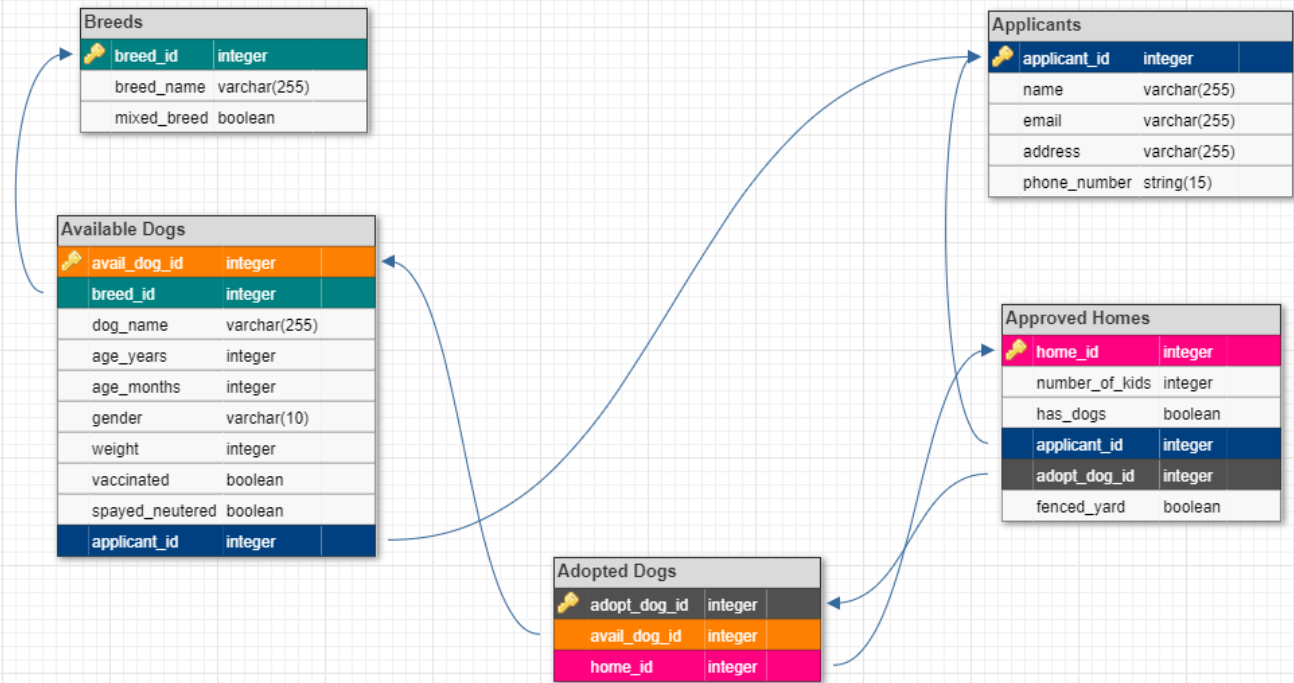 Breeds
breed_id integer
breed_name varchar(255)
mixed_breed boolean
Available Dogs
avail_dog_id integer
breed_id integer
dog_name varchar(255)
age_years integer
age_months integer
gender varchar(10)
weight integer
vaccinated boolean
spayed_neutered boolean
applicant_id integer
Adopted Dogs
adopt_dog_id integer
avail_dog_id integer
home_id integer
Applicants
applicant_id integer
name varchar(255)
email varchar(255)
address varchar(255)
phone_number string(15)
Approved Homes
home_id integer
number_of_kids integer
has_dogs boolean
applicant_id integer
adopt_dog_id integer
fenced_yard boolean